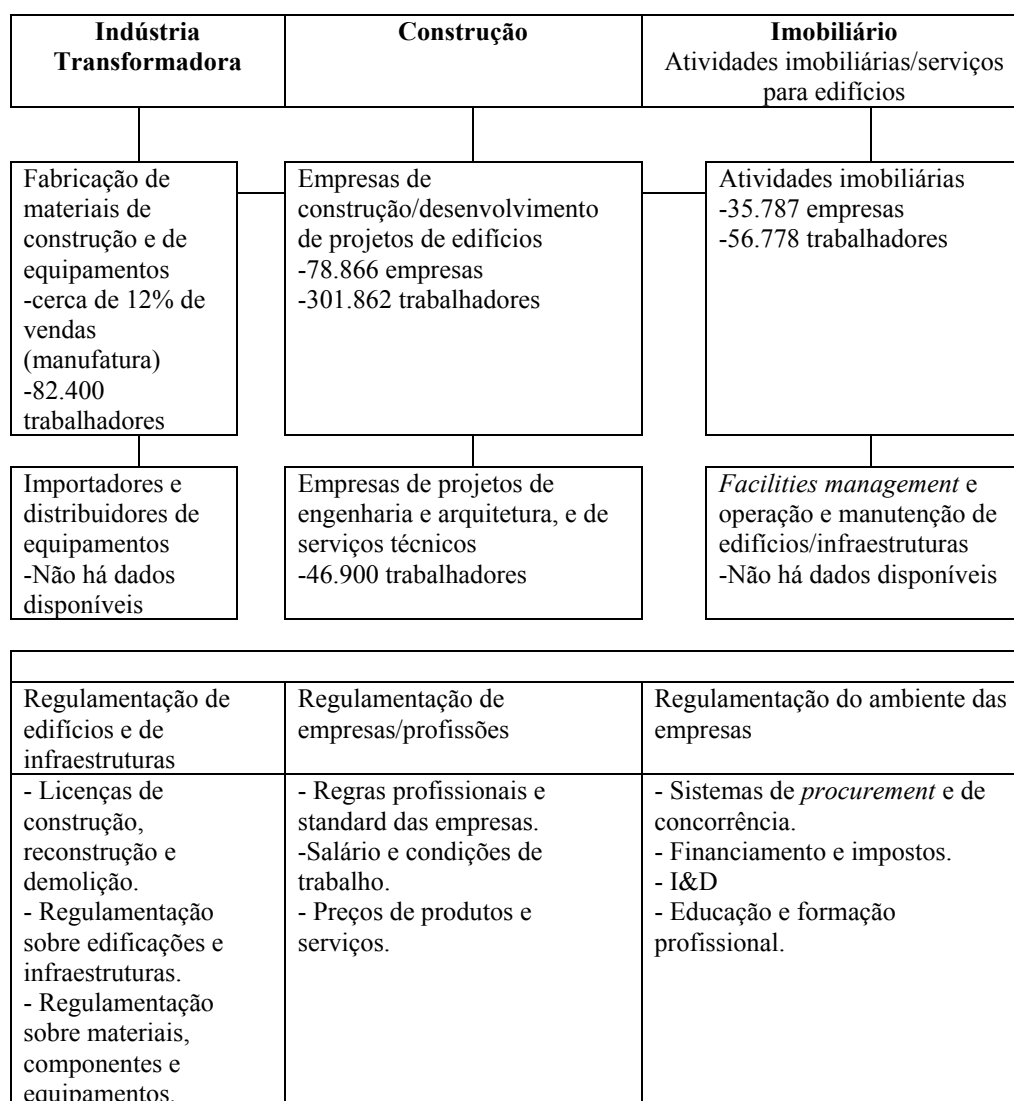 Indústria
Transformadora
Construção
Imobiliário
Atividades imobiliárias/serviços
para edifícios
Fabricação de
materiais de
construção e de
equipamentos
-cerca de 12% de
vendas
(manufatura)
-82.400
trabalhadores
Empresas de
construção/desenvolvimento
de projetos de edifícios
-78.866 empresas
-301.862 trabalhadores
Atividades imobiliárias
-35.787 empresas
-56.778 trabalhadores
Importadores e
distribuidores de
equipamentos
-Não há dados
disponíveis
Empresas de projetos de
engenharia e arquitetura, e de
serviços técnicos
-46.900 trabalhadores
Facilities management e
operação e manutenção de
edifícios/infraestruturas
-Não há dados disponíveis
Regulamentação de
edifícios e de
infraestruturas
Regulamentação de
empresas/profissões
Regulamentação do ambiente das
empresas
- Licenças de
construção,
reconstrução e
demolição.
- Regulamentação
sobre edificações e
infraestruturas.
- Regulamentação
sobre materiais,
componentes e
equipamentos.
- Regras profissionais e
standard das empresas.
-Salário e condições de
trabalho.
- Preços de produtos e
serviços.
- Sistemas de procurement e de
concorrência.
- Financiamento e impostos.
- I&D
- Educação e formação
profissional.